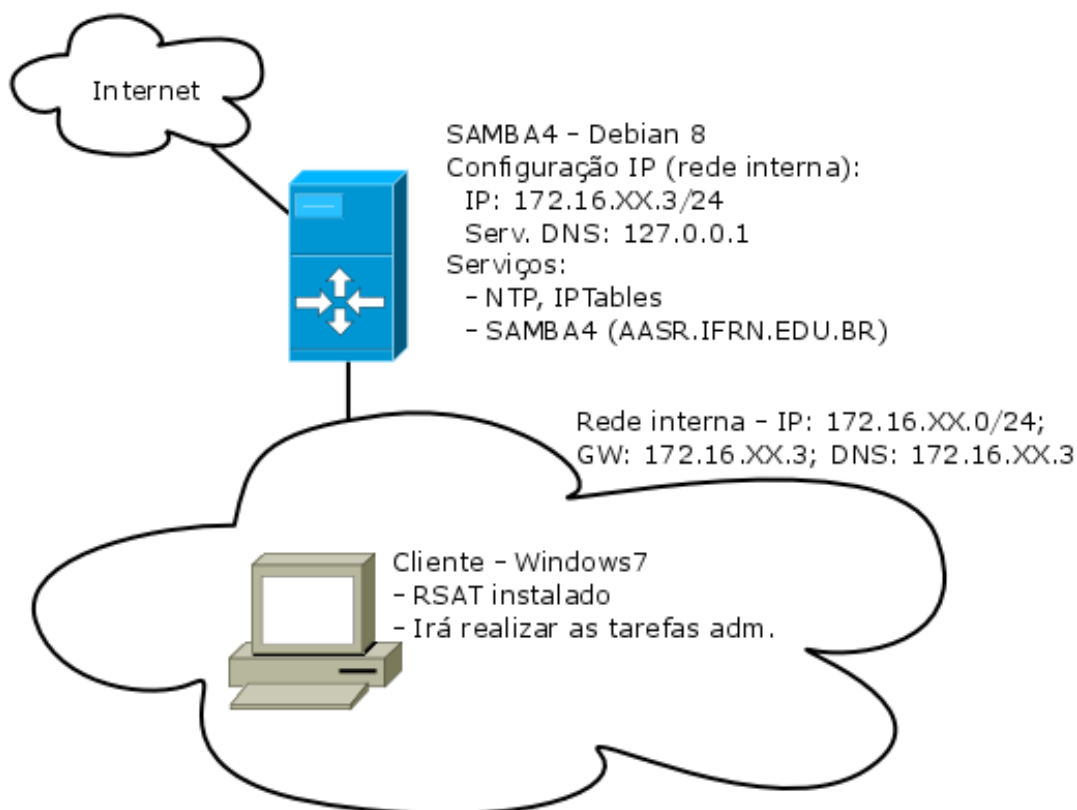 Internet
SAMBA4 – Debian 8
Configuração IP (rede interna):
IP: 172.16.XX.3/24
Serv. DNS: 127.0.0.1
Serviços:
– NTP, IPTables
– SAMBA4 (AASR.IFRN.EDU.BR)
Rede interna – IP: 172.16.XX.0/24;
GW: 172.16.XX.3; DNS: 172.16.XX.3
Cliente – Windows7
– RSAT instalado
– Irá realizar as tarefas adm.